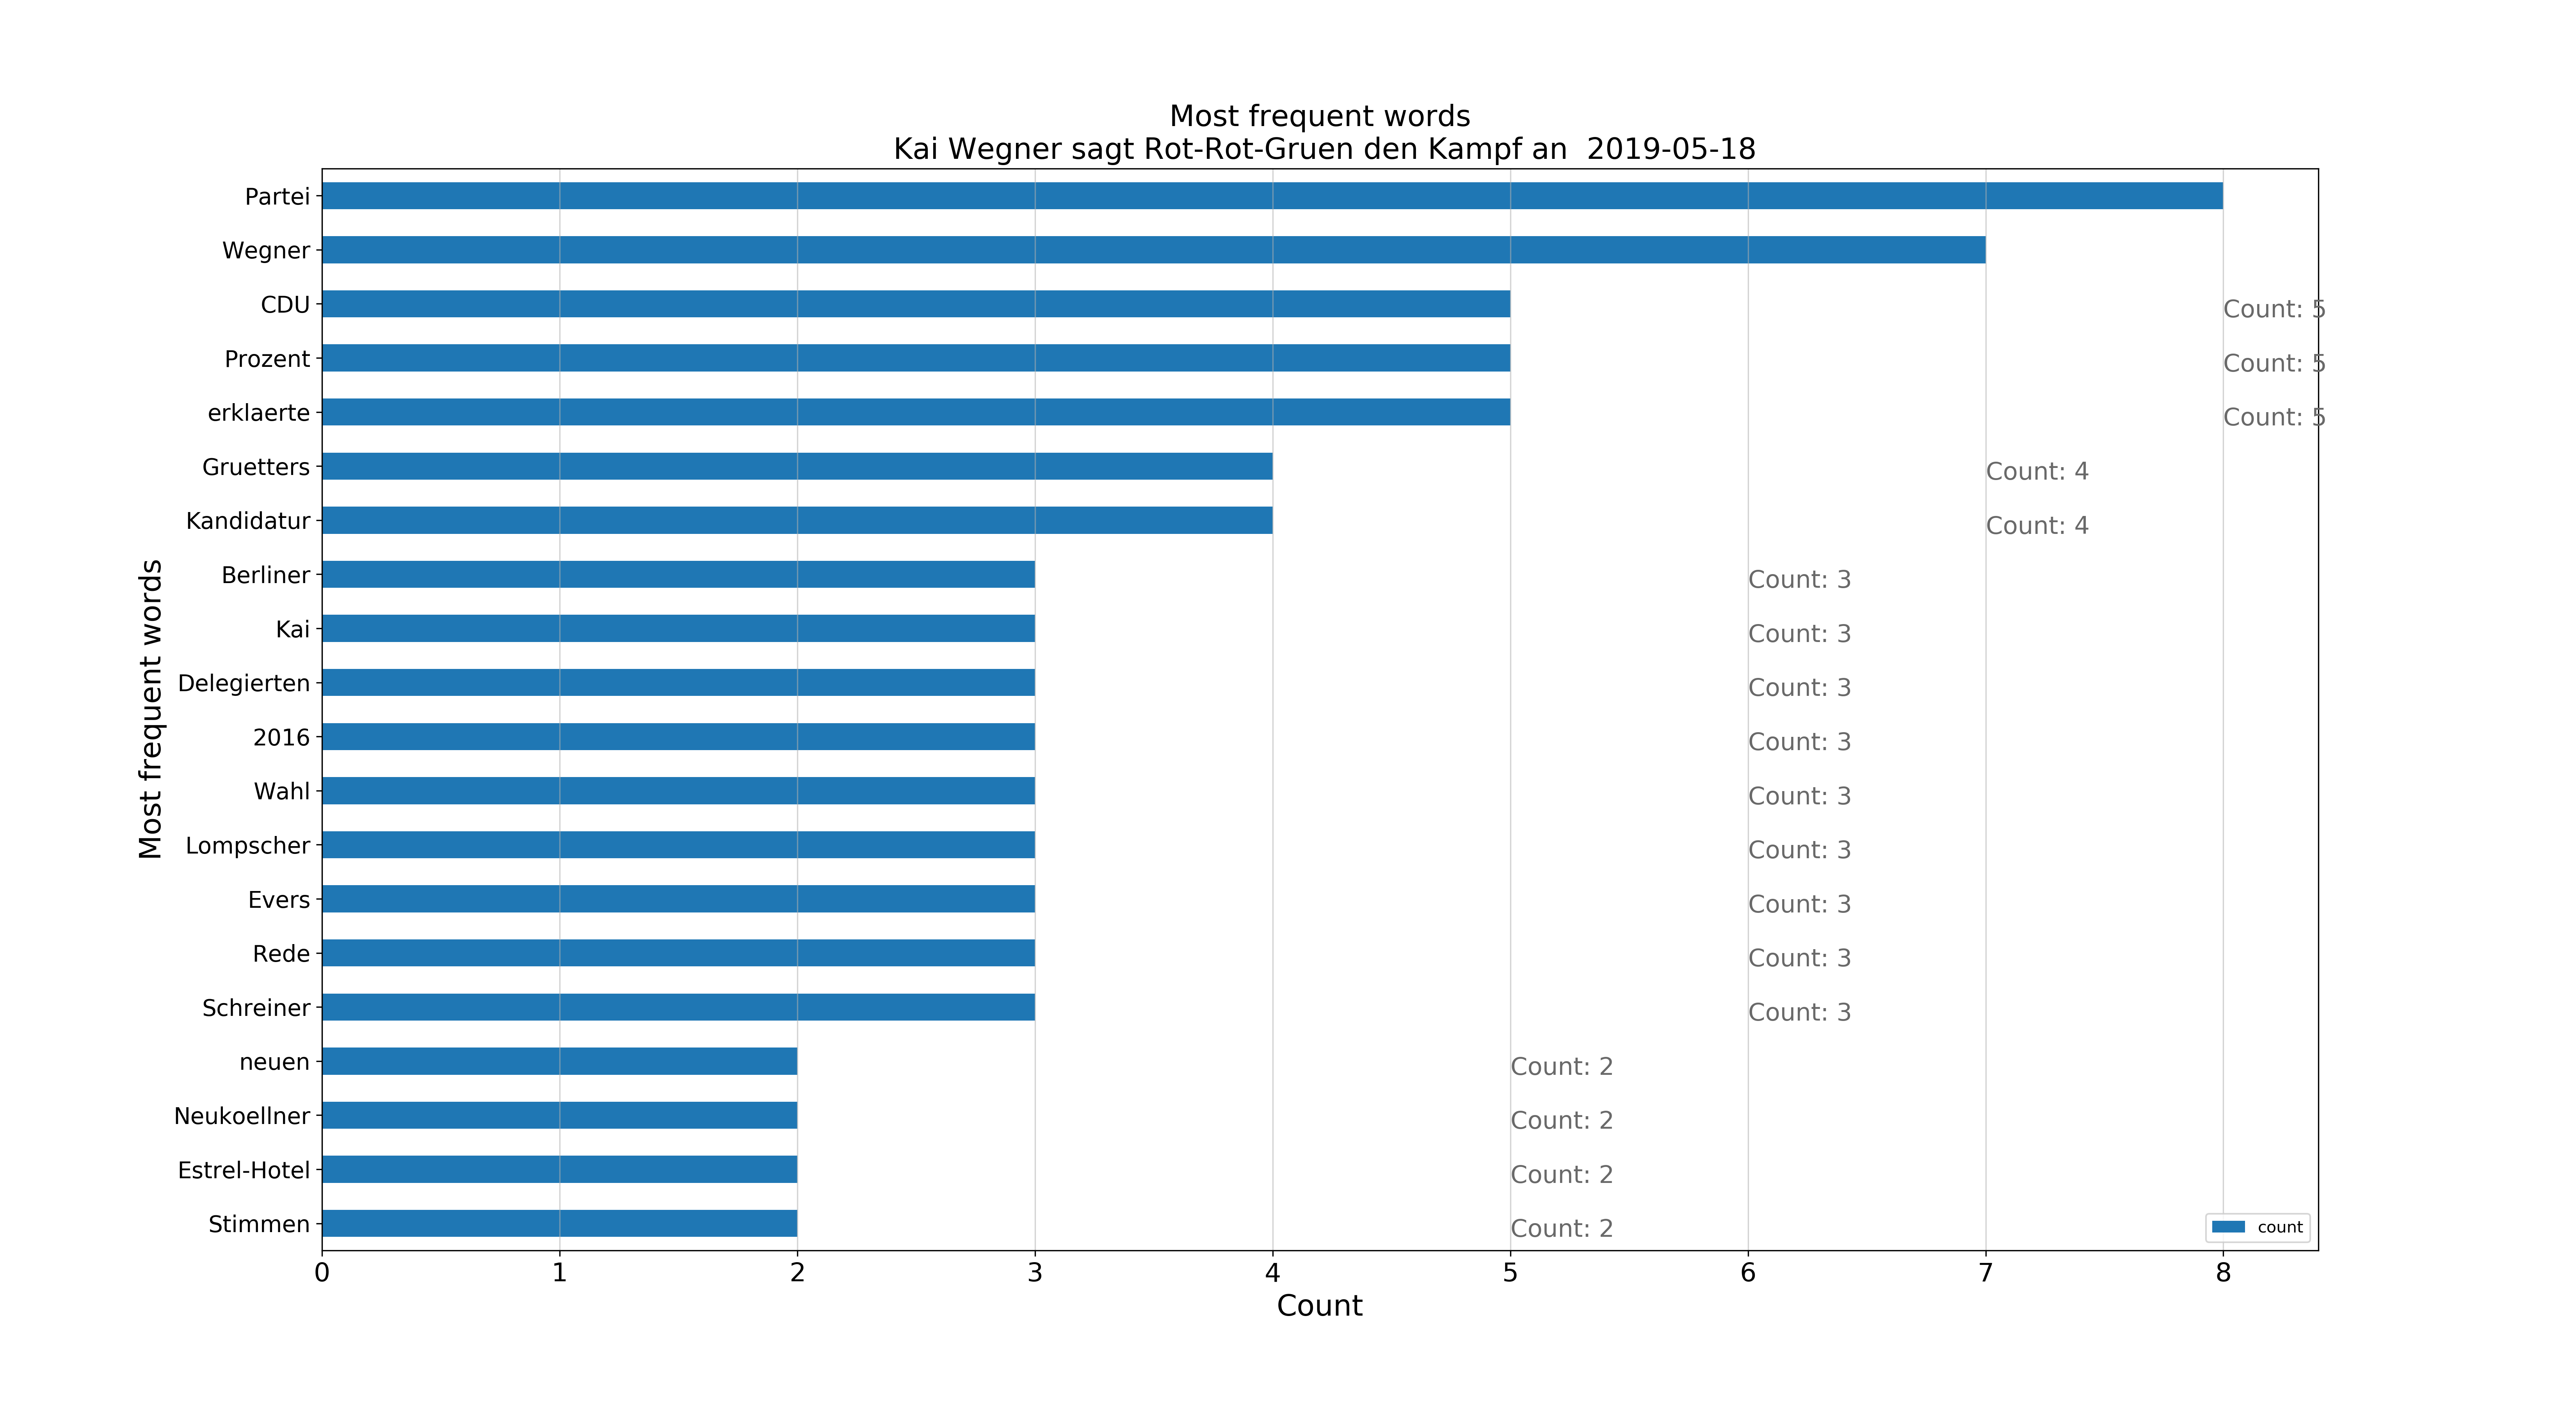 Most frequent words
Kai Wegner sagt Rot-Rot-Gruen den Kampf an  2019-05-18
Most frequent words
Partei
Wegner
CDU Count: 5
Prozent Count: 5
erklaerte Count: 5
Gruetters Count: 4
Kandidatur Count: 4
Berliner Count: 3
Kai Count: 3
Delegierten Count: 3
2016 Count: 3
Wahl Count: 3
Lompscher Count: 3
Evers Count: 3
Rede Count: 3
Schreiner Count: 3
neuen Count: 2
Neukoellner Count: 2
Estrel-Hotel Count: 2
Stimmen Count: 2
count
0 1 2 3 4 5 6 7 8
Count